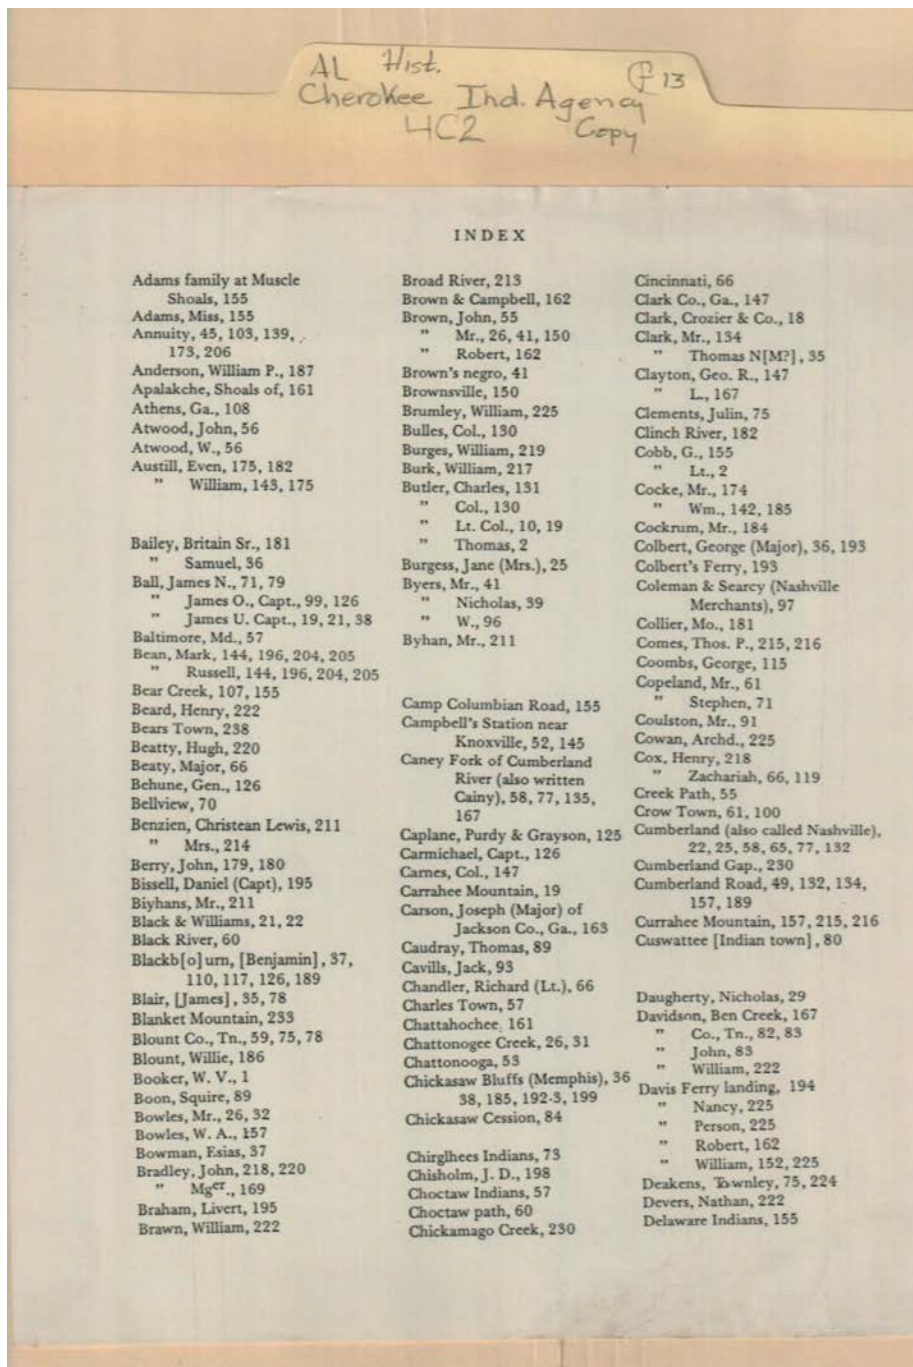 AL Hist.
Cherokee Ind. Agency
4C2 Copy
INDEX
Adams family at Muscle
Shoals, 155
Adams, Miss, 155
Annuity, 45, 103, 139,
173, 206
Anderson, William P., 187
Apalakche, Shoals of, 161
Athens, Ga., 108
Atwood, John, 56
Atwood, W., 56
Austill, Even, 175, 182
" William, 143, 175
Bailey, Britain Sr., 181
" Samuel, 36
Ball, James N., 71, 79
" James O., Capt., 99, 126
" James U. Capt., 19, 21, 38
Baltimore, Md., 57
Bean, Mark, 144, 196, 204, 205
" Russell, 144, 196, 204, 205
Bear Creek, 107, 155
Beard, Henry, 222
Bears Town, 238
Beatty, Hugh, 220
Beaty, Major, 66
Behune, Gen., 126
Bellview, 70
Benzien, Christean Lewis, 211
" Mrs., 214
Berry, John, 179, 180
Bissell, Daniel (Capt), 195
Biyhans, Mr., 211
Black & Williams, 21, 22
Black River, 60
Blackb[o]urn, [Benjamin], 37,
110, 117, 126, 189
Blair, [James], 35, 78
Blanket Mountain, 233
Blount Co., Tn., 59, 75, 78
Blount, Willie, 186
Booker, W. V., 1
Boon, Squire, 89
Bowles, Mr., 26, 32
Bowles, W. A., 157
Bowman, Esias, 37
Bradley, John, 218, 220
" Mger., 169
Braham, Livert, 195
Brawn, William, 222
Broad River, 213
Brown & Campbell, 162
Brown, John, 55
" Mr., 26, 41, 150
" Robert, 162
Brown's negro, 41
Brownsville, 150
Brumley, William, 225
Bulles, Col., 130
Burges, William, 219
Burk, William, 217
Butler, Charles, 131
" Col., 130
" Lt. Col., 10, 19
" Thomas, 2
Burgess, Jane (Mrs.), 25
Byers, Mr., 41
" Nicholas, 39
" W., 96
Byhan, Mr., 211
Camp Columbian Road, 155
Campbell's Station near
Knoxville, 52, 145
Caney Fork of Cumberland
River (also written
Cainy), 58, 77, 135,
167
Caplane, Purdy & Grayson, 125
Carmichael, Capt., 126
Carnes, Col., 147
Carrahee Mountain, 19
Carson, Joseph (Major) of
Jackson Co., Ga., 163
Caudray, Thomas, 89
Cavills, Jack, 93
Chandler, Richard (Lt.), 66
Charles Town, 57
Chattahochee, 161
Chattonogee Creek, 26, 31
Chattonooga, 53
Chickasaw Bluffs (Memphis), 36
38, 185, 192-3, 199
Chickasaw Cession, 84
Chirglhees Indians, 73
Chisholm, J. D., 198
Choctaw Indians, 57
Choctaw path, 60
Chickamago Creek, 230
Cincinnati, 66
Clark Co., Ga., 147
Clark, Crozier & Co., 18
Clark, Mr., 134
" Thomas N[M?], 35
Clayton, Geo. R., 147
" L., 167
Clements, Julin, 75
Clinch River, 182
Cobb, G., 155
" Lt., 2
Cocke, Mr., 174
" Wm., 142, 185
Cockrum, Mr., 184
Colbert, George (Major), 36, 193
Colbert's Ferry, 193
Coleman & Searcy (Nashville
Merchants), 97
Collier, Mo., 181
Comes, Thos. P., 215, 216
Coombs, George, 115
Copeland, Mr., 61
" Stephen, 71
Coulston, Mr., 91
Cowan, Archd., 225
Cox, Henry, 218
" Zachariah, 66, 119
Creek Path, 55
Crow Town, 61, 100
Cumberland (also called Nashville),
22, 25, 58, 65, 77, 132
Cumberland Gap., 230
Cumberland Road, 49, 132, 134,
157, 189
Currahee Mountain, 157, 215, 216
Cuswattee [Indian town], 80
Daugherty, Nicholas, 29
Davidson, Ben Creek, 167
" Co., Tn., 82, 83
" John, 83
" William, 222
Davis Ferry landing, 194
" Nancy, 225
" Person, 225
" Robert, 162
" William, 152, 225
Deakens, Townley, 75, 224
Devers, Nathan, 222
Delaware Indians, 155